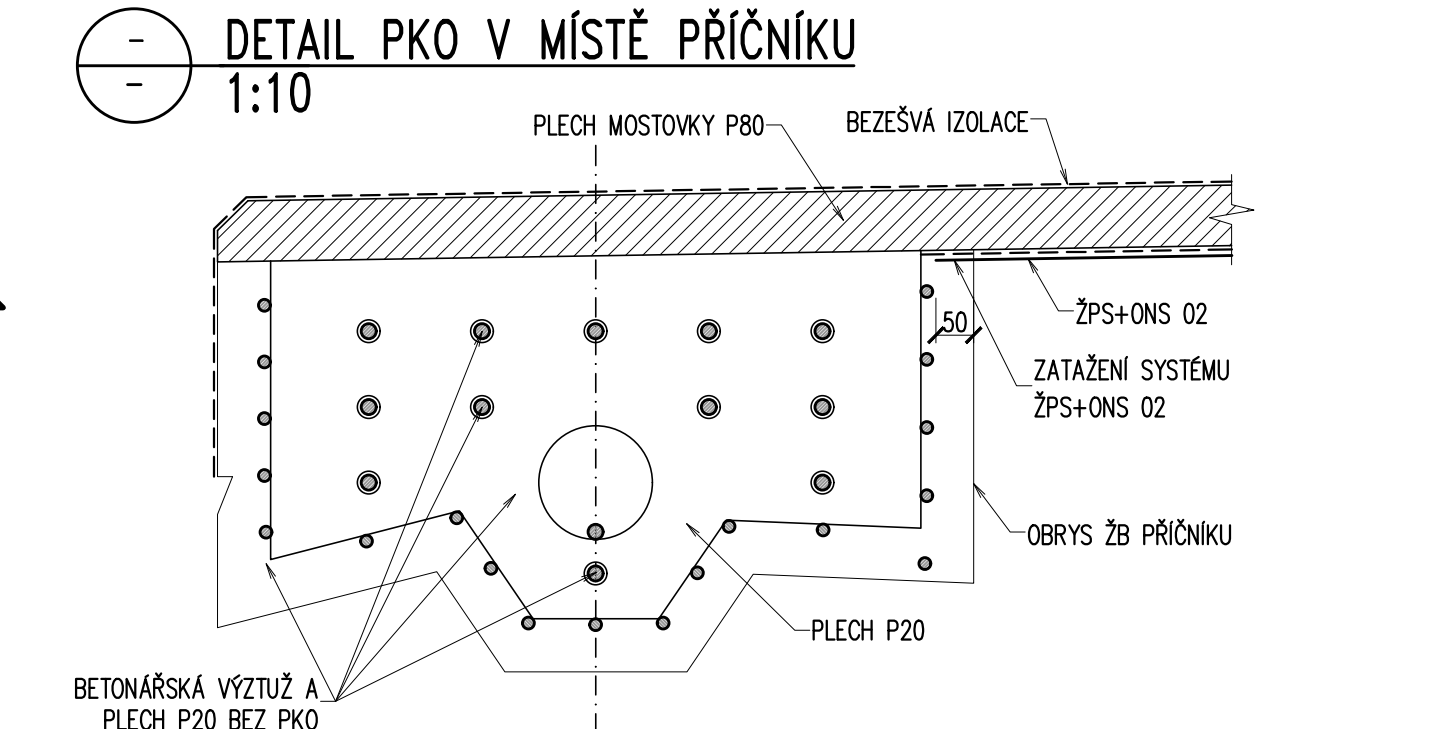 -
-
DETAIL PKO V MÍSTĚ PŘÍČNÍKU
1:10
PLECH MOSTOVKY P80
BEZEŠVÁ IZOLACE
50
ŽPS+ONS 02
ZATAŽENÍ SYSTÉMU
ŽPS+ONS 02
OBRYS ŽB PŘÍČNÍKU
PLECH P20
BETONÁŘSKÁ VÝZTUŽ A
PLECH P20 BEZ PKO